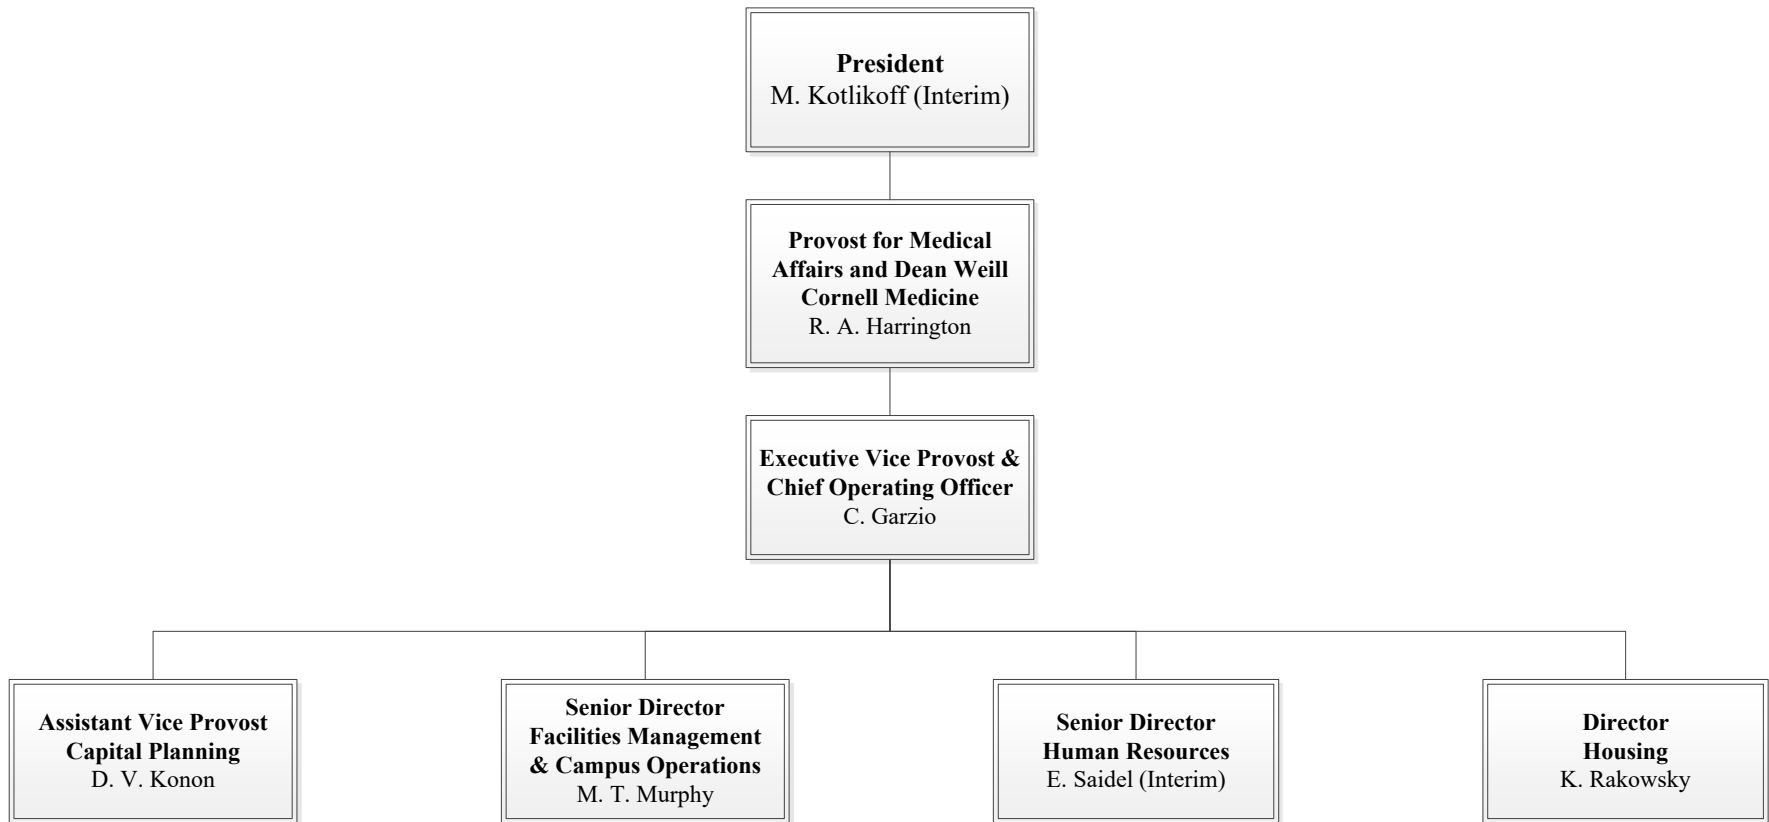 President
M. Kotlikoff (Interim)
Provost for Medical
Affairs and Dean Weill
Cornell Medicine
R. A. Harrington
Executive Vice Provost &
Chief Operating Officer
C. Garzio
Assistant Vice Provost
Capital Planning
D. V. Konon
Senior Director
Facilities Management
& Campus Operations
M. T. Murphy
Senior Director
Human Resources
E. Saidel (Interim)
Director
Housing
K. Rakowsky